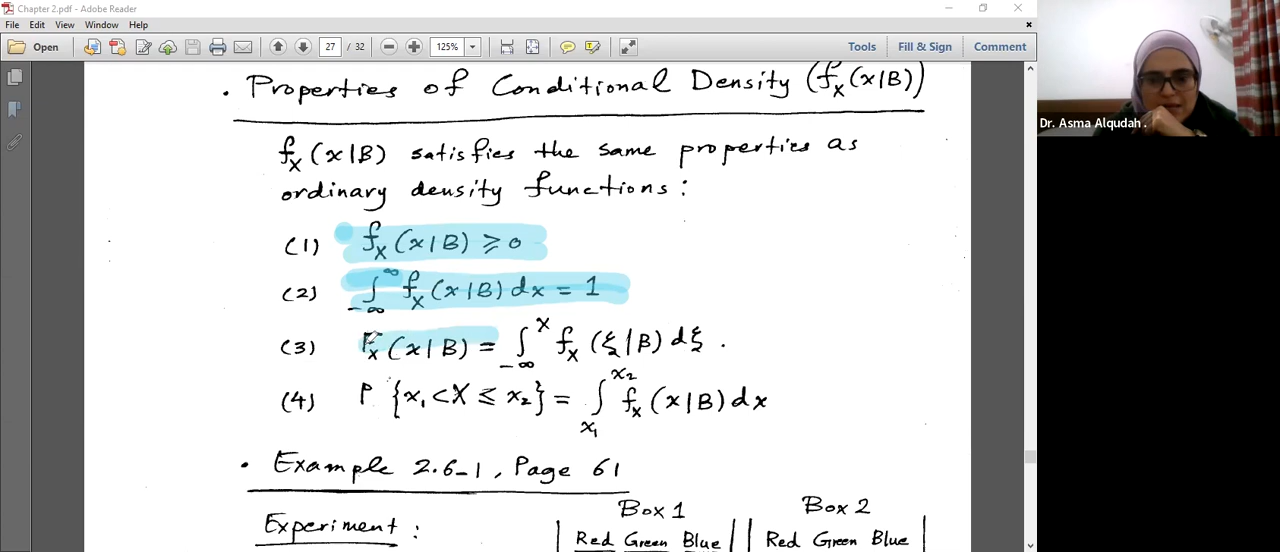 Chapter 2.pdf - Adobe Reader
File Edit View Window Help
Open 27 / 32 125% Tools Fill & Sign Comment
Dr. Asma Alqudah .
. Properties of Conditional Density (fx(x|B))
fx(x|B) satisfies the same properties as
ordinary density functions:
(1) fx(x|B) ≥ 0
(2) ∫-∞^∞ fx(x|B) dx = 1
(3) Fx(x|B) = ∫-∞^x fx(ξ|B) dξ .
(4) P {x1 < X ≤ x2} = ∫x1^x2 fx(x|B) dx
. Example 2.6-1, Page 61
Box 1 Box 2
Experiment :
Red Green Blue Red Green Blue